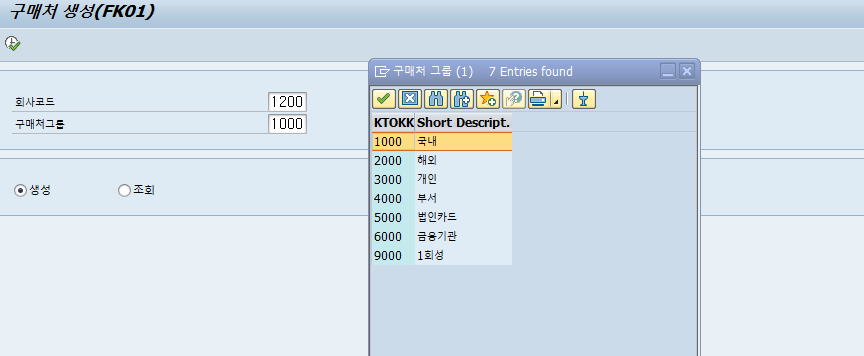 구매처 생성(FK01)
구매처 그룹 (1) 7 Entries found
회사코드 1200
구매처그룹 1000
생성 조회
KTOKK Short Descript.
1000 국내
2000 해외
3000 개인
4000 부서
5000 법인카드
6000 금융기관
9000 1회성